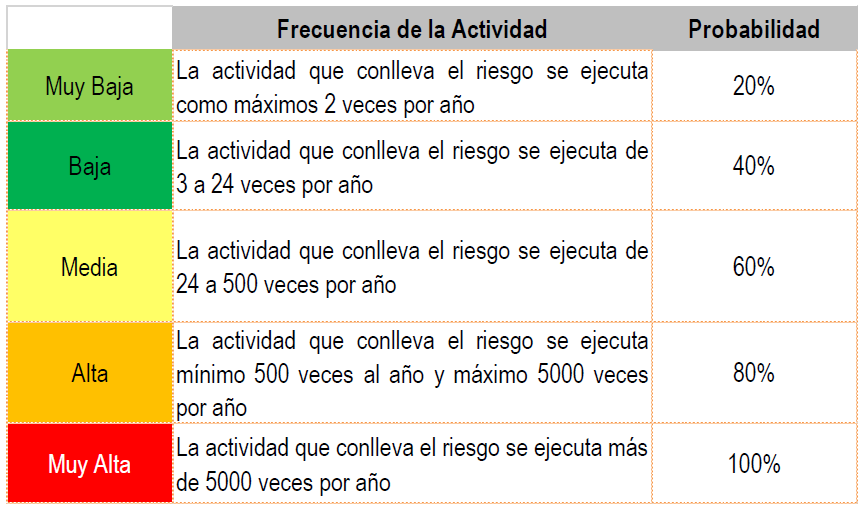 Frecuencia de la Actividad Probabilidad
Muy Baja
La actividad que conlleva el riesgo se ejecuta
como máximos 2 veces por año
20%
Baja
La actividad que conlleva el riesgo se ejecuta de
3 a 24 veces por año
40%
Media
La actividad que conlleva el riesgo se ejecuta de
24 a 500 veces por año
60%
Alta
La actividad que conlleva el riesgo se ejecuta
mínimo 500 veces al año y máximo 5000 veces
por año
80%
Muy Alta
La actividad que conlleva el riesgo se ejecuta más
de 5000 veces por año
100%